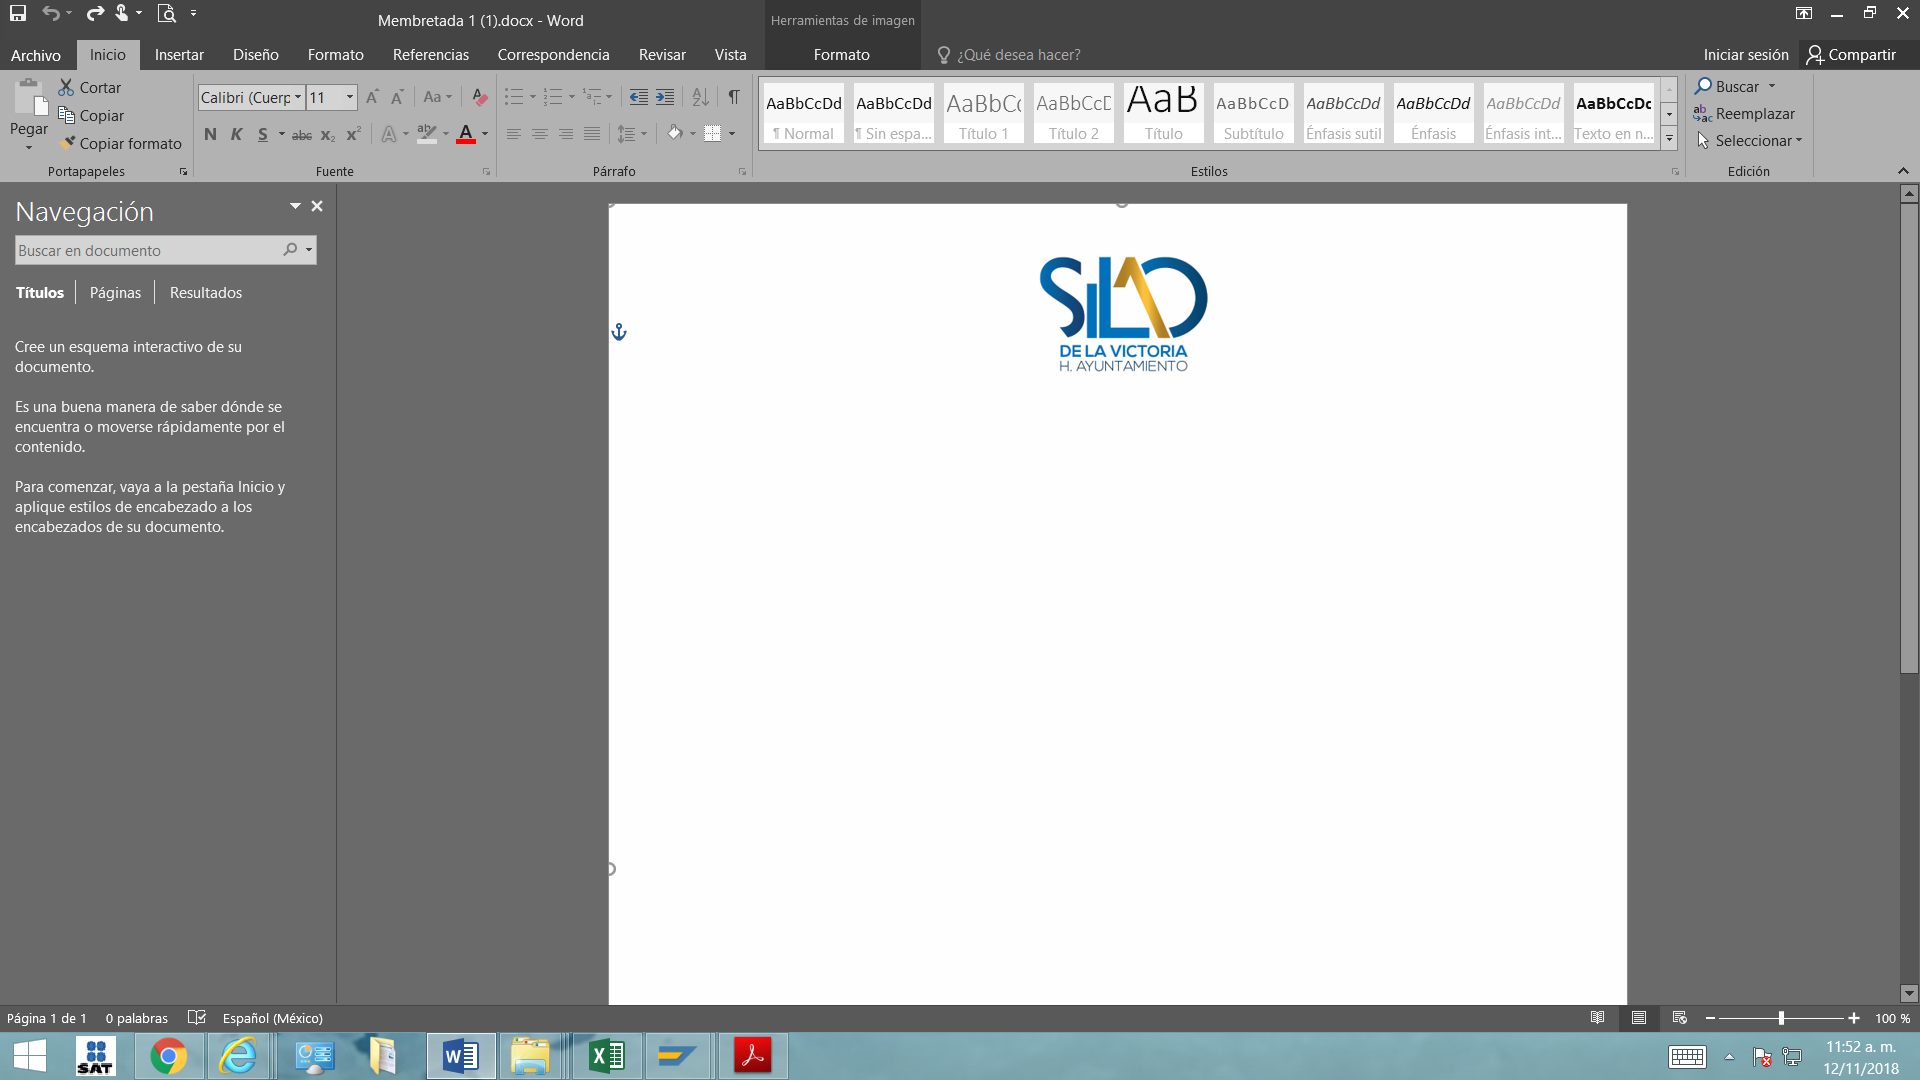 Membretada 1 (1).docx - Word
Herramientas de imagen
Archivo
Inicio
Insertar
Diseño
Formato
Referencias
Correspondencia
Revisar
Vista
Formato
¿Qué desea hacer?
Iniciar sesión
Compartir
Pegar
Cortar
Copiar
Copiar formato
Portapapeles
Calibri (Cuerp
11
Aa
N K S abc x₂ x²
Fuente
Párrafo
AaBbCcDd
¶ Normal
AaBbCcDd
¶ Sin espa...
AaBbCc
Título 1
AaBbCcD
Título 2
AaB
Título
AaBbCcD
Subtítulo
AaBbCcDd
Énfasis sutil
AaBbCcDd
Énfasis
AaBbCcDd
Énfasis int...
AaBbCcDc
Texto en n...
Estilos
Buscar
Reemplazar
Seleccionar
Edición
Navegación
Buscar en documento
Títulos
Páginas
Resultados
Cree un esquema interactivo de su
documento.
Es una buena manera de saber dónde se
encuentra o moverse rápidamente por el
contenido.
Para comenzar, vaya a la pestaña Inicio y
aplique estilos de encabezado a los
encabezados de su documento.
SILAO
DE LA VICTORIA
H. AYUNTAMIENTO
Página 1 de 1
0 palabras
Español (México)
100 %
SAT
11:52 a. m.
12/11/2018